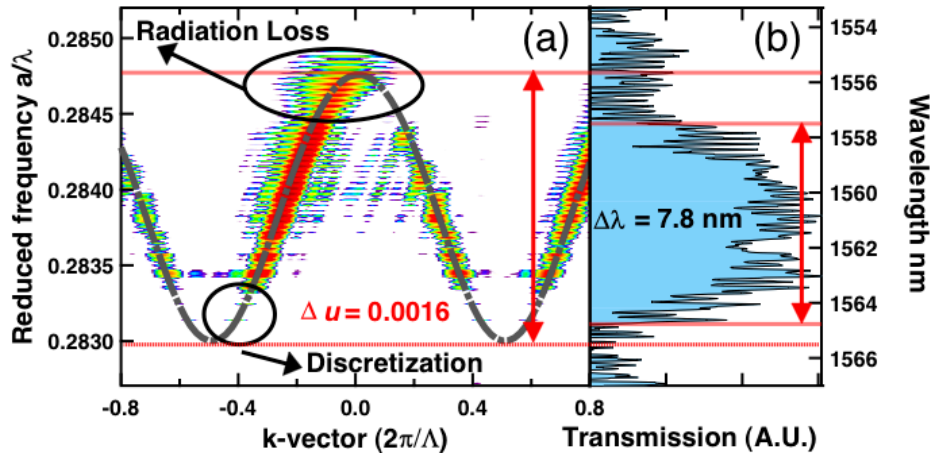 Radiation Loss
(a)
(b)
Reduced frequency a/λ
0.2850
0.2845
0.2840
0.2835
0.2830
Δ u = 0.0016
Discretization
-0.8
-0.4
0.0
0.4
0.8
k-vector (2π/Λ)
Δλ = 7.8 nm
Transmission (A.U.)
1554
1556
1558
1560
1562
1564
1566
Wavelength nm